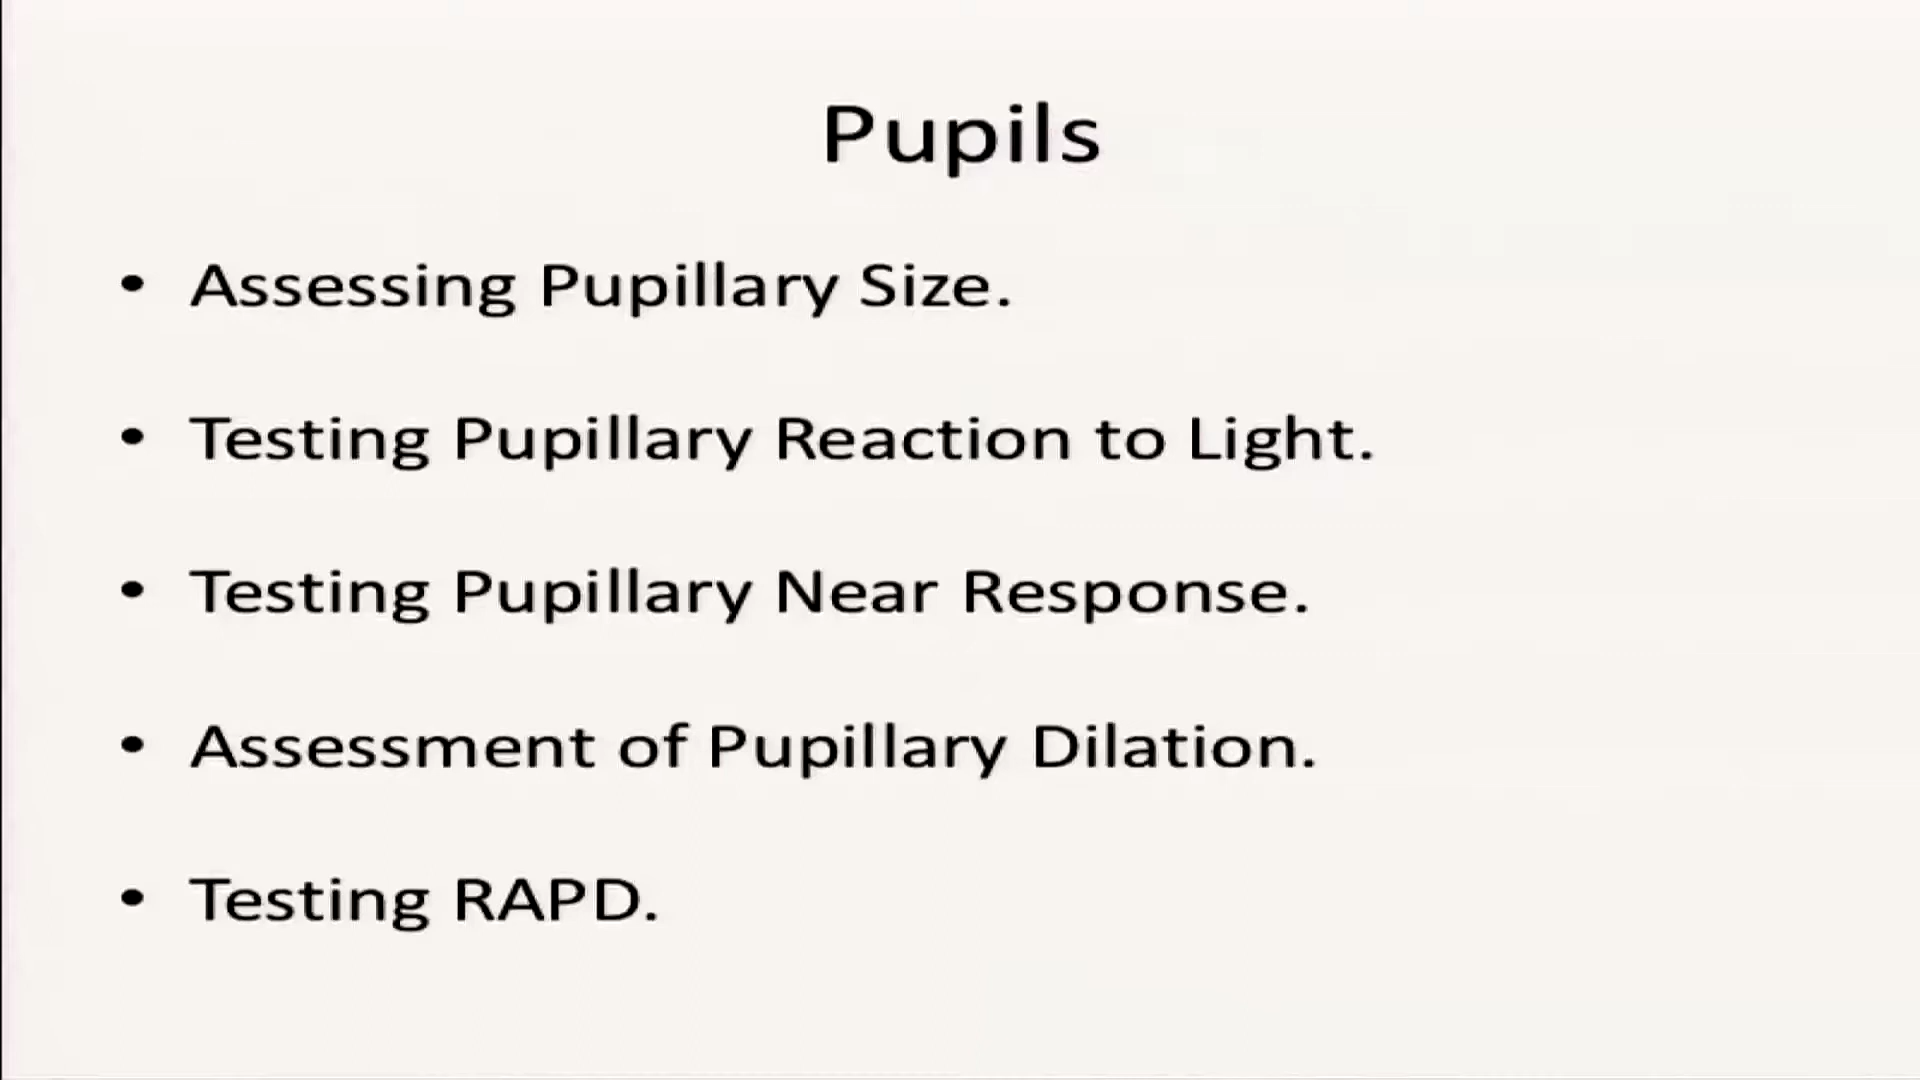 Pupils
• Assessing Pupillary Size.
• Testing Pupillary Reaction to Light.
• Testing Pupillary Near Response.
• Assessment of Pupillary Dilation.
• Testing RAPD.